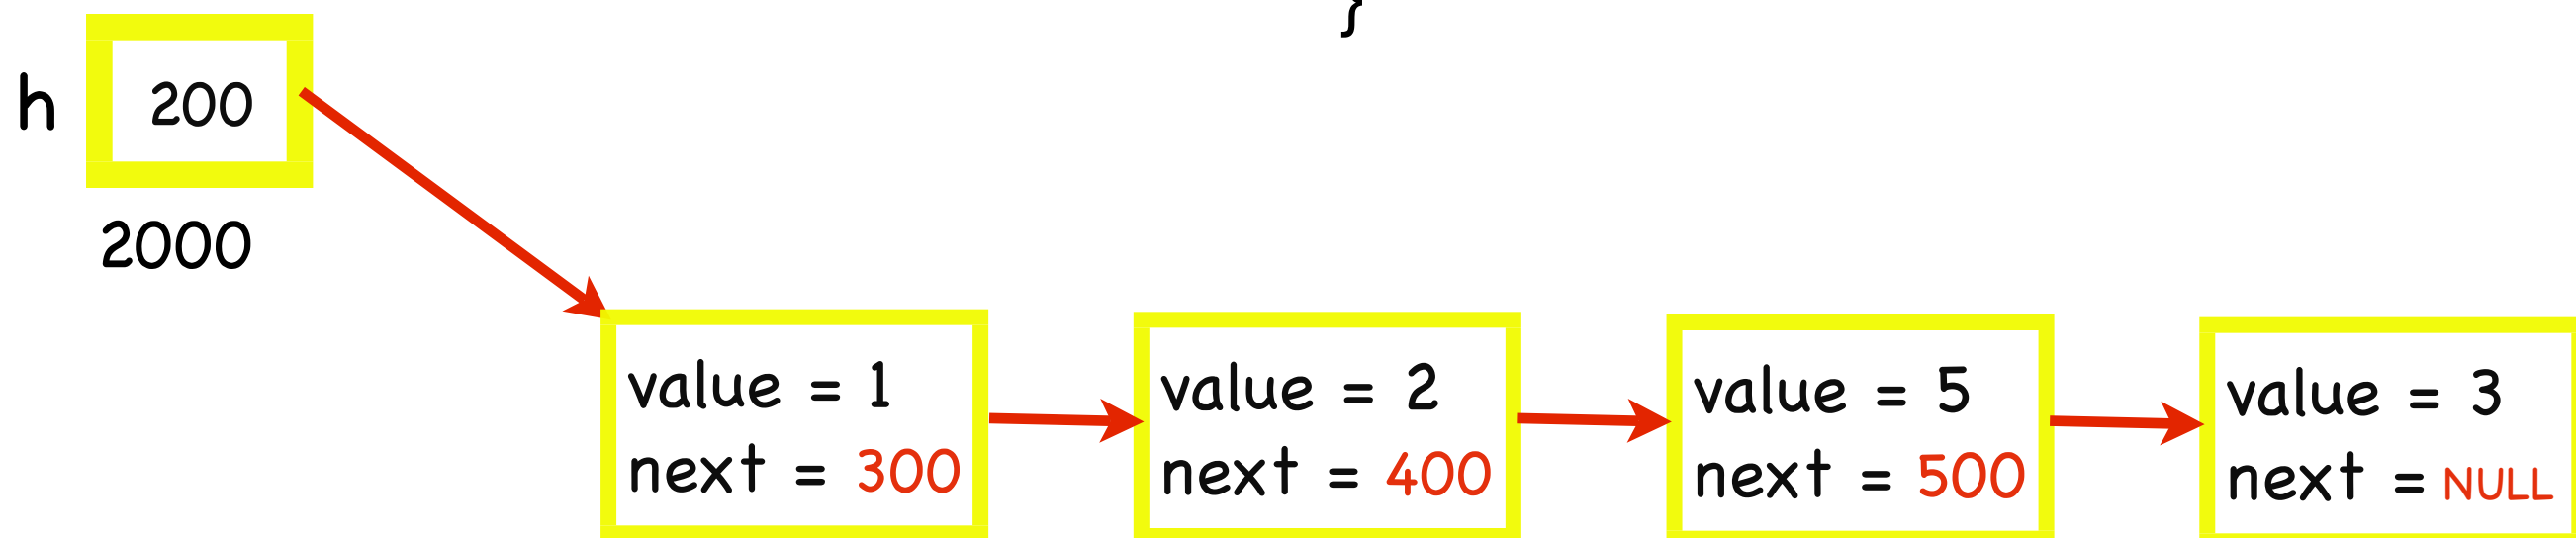 }
h 200
2000
value = 1
next = 300
value = 2
next = 400
value = 5
next = 500
value = 3
next = NULL